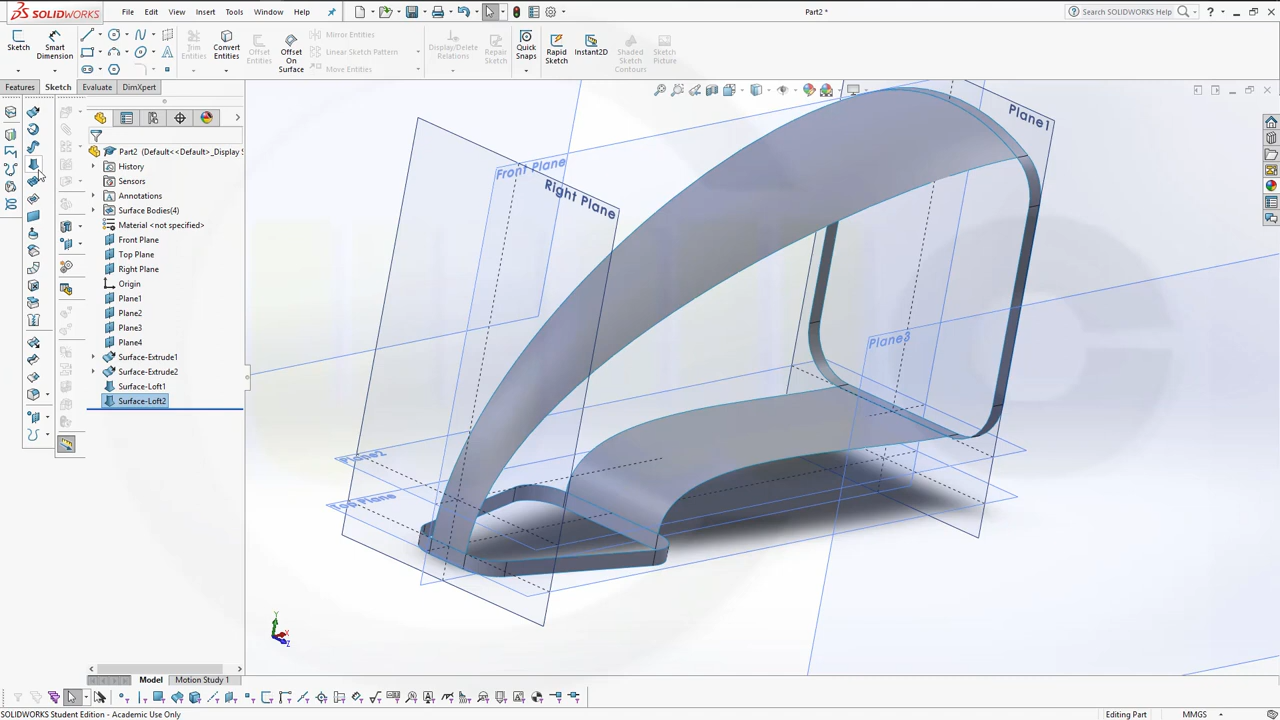 SOLIDWORKS
File Edit View Insert Tools Window Help
Part2 *
Search SOLIDWORKS Help
Sketch
Smart Dimension
Trim Entities
Convert Entities
Offset Entities
Offset On Surface
Mirror Entities
Linear Sketch Pattern
Move Entities
Display/Delete Relations
Repair Sketch
Quick Snaps
Rapid Sketch
Instant2D
Shaded Sketch Contours
Sketch Picture
Features Sketch Evaluate DimXpert
Part2 (Default<<Default>_Display S
History
Sensors
Annotations
Surface Bodies(4)
Material <not specified>
Front Plane
Top Plane
Right Plane
Origin
Plane1
Plane2
Plane3
Plane4
Surface-Extrude1
Surface-Extrude2
Surface-Loft1
Surface-Loft2
Front Plane
Right Plane
Plane1
Plane3
Plane2
Top Plane
Y
X
Z
Model Motion Study 1
SOLIDWORKS Student Edition - Academic Use Only
Editing Part
MMGS